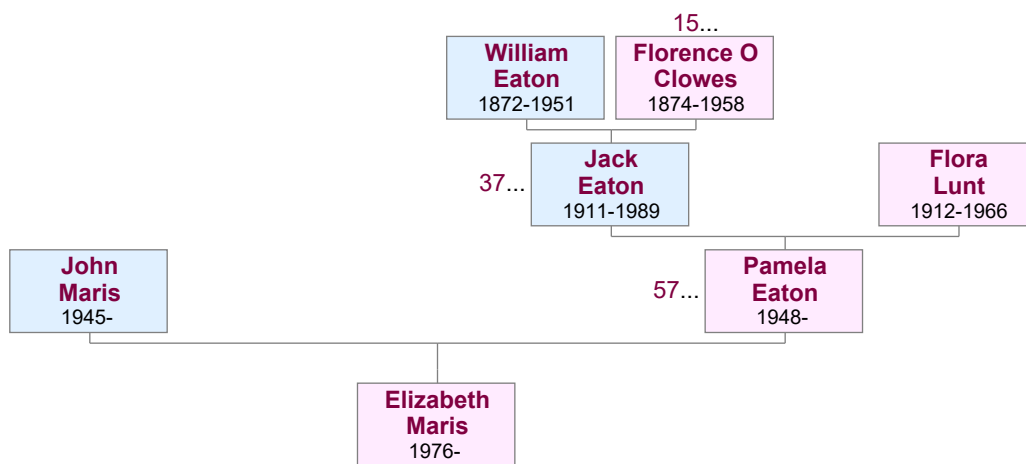 15...
William
Eaton
1872-1951
Florence O
Clowes
1874-1958
37...
Jack
Eaton
1911-1989
Flora
Lunt
1912-1966
John
Maris
1945-
57...
Pamela
Eaton
1948-
Elizabeth
Maris
1976-